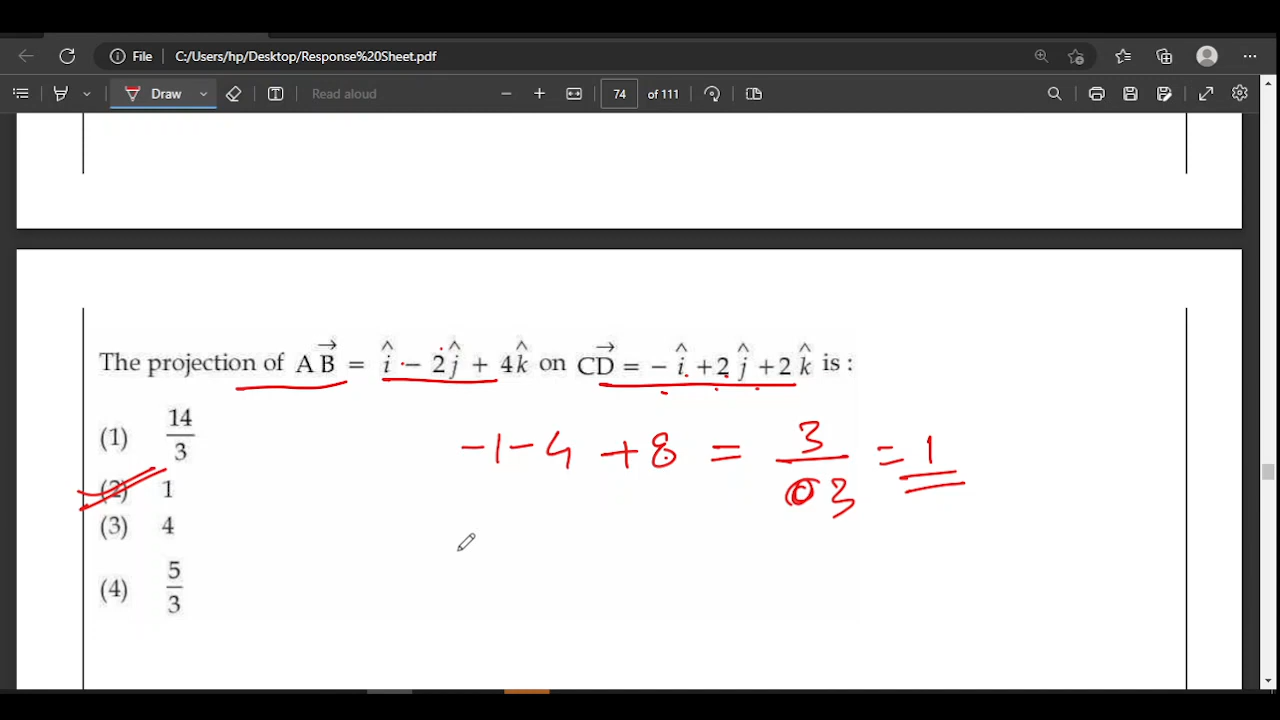 File C:/Users/hp/Desktop/Response%20Sheet.pdf
Draw Read aloud 74 of 111
The projection of AB⃗ = î − 2ĵ + 4k̂ on CD⃗ = − î + 2ĵ + 2k̂ is :
(1) 14/3
-1-4 +8 = 3/3 = 1
(2) 1
(3) 4
(4) 5/3